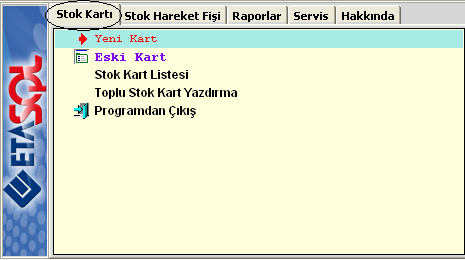 Stok Kartı Stok Hareket Fişi Raporlar Servis Hakkında
Yeni Kart
Eski Kart
Stok Kart Listesi
Toplu Stok Kart Yazdırma
Programdan Çıkış
ETASQL